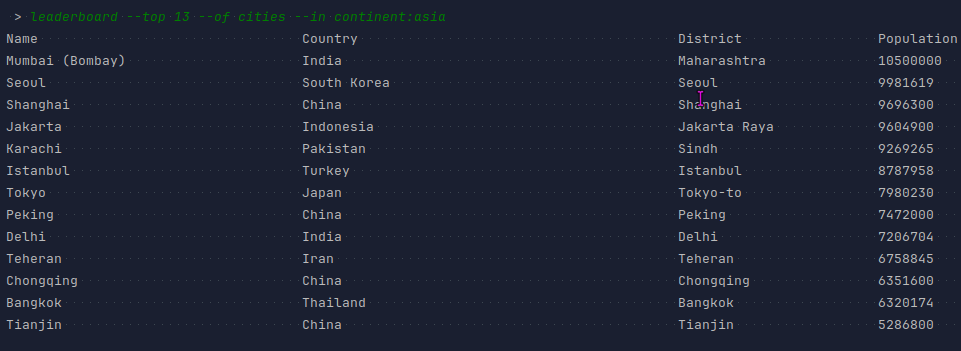 > leaderboard --top 13 --of cities --in continent:asia
Name Country District Population
Mumbai (Bombay) India Maharashtra 10500000
Seoul South Korea Seoul 9981619
Shanghai China Shanghai 9696300
Jakarta Indonesia Jakarta Raya 9604900
Karachi Pakistan Sindh 9269265
Istanbul Turkey Istanbul 8787958
Tokyo Japan Tokyo-to 7980230
Peking China Peking 7472000
Delhi India Delhi 7206704
Teheran Iran Teheran 6758845
Chongqing China Chongqing 6351600
Bangkok Thailand Bangkok 6320174
Tianjin China Tianjin 5286800